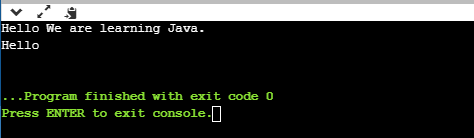 Hello We are learning Java.
Hello
...Program finished with exit code 0
Press ENTER to exit console.